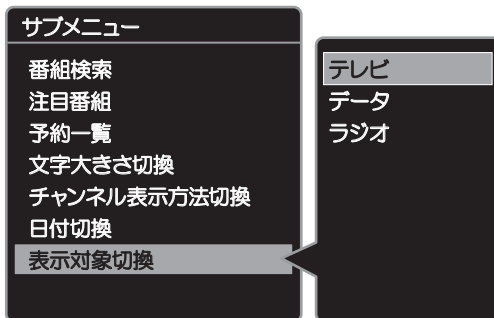 サブメニュー
番組検索
注目番組
予約一覧
文字大きさ切換
チャンネル表示方法切換
日付切換
表示対象切換
テレビ
データ
ラジオ